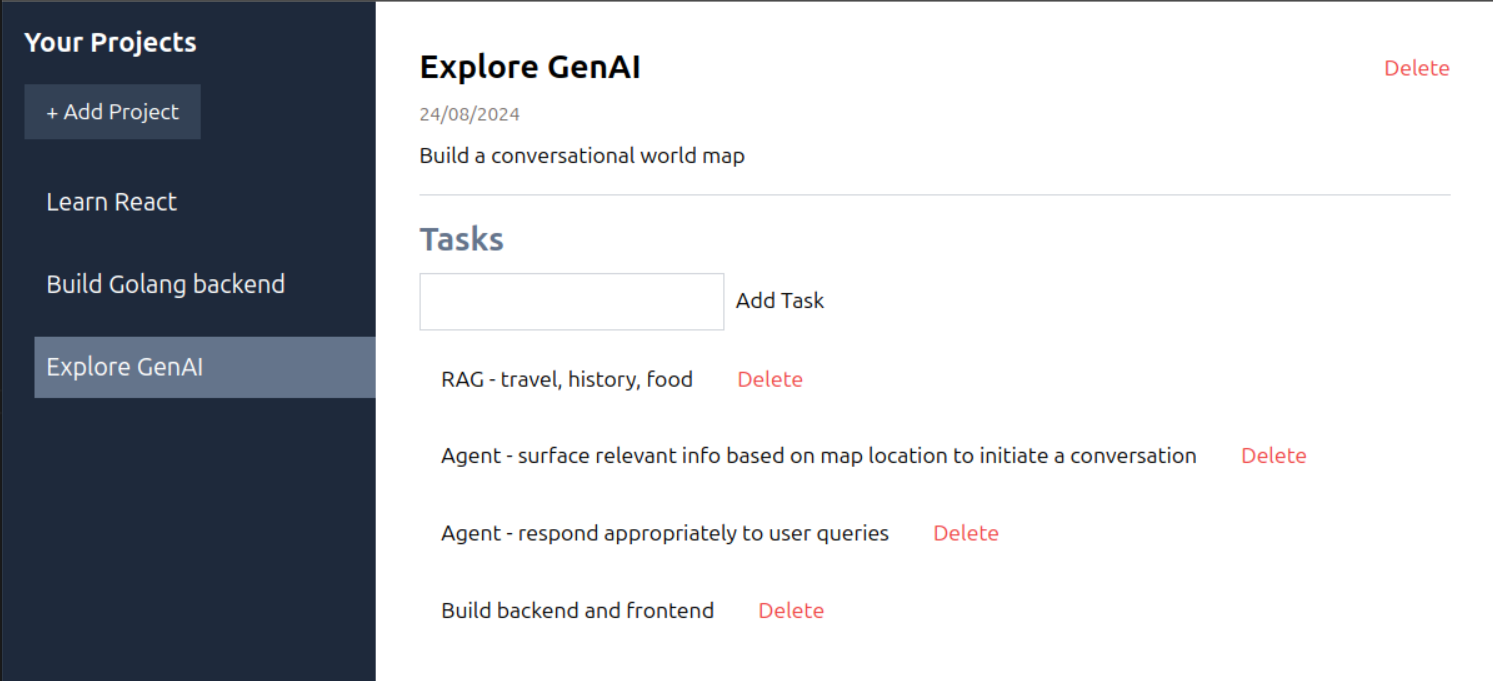 Your Projects
+ Add Project
Learn React
Build Golang backend
Explore GenAI
Explore GenAI
Delete
24/08/2024
Build a conversational world map
Tasks
Add Task
RAG - travel, history, food
Delete
Agent - surface relevant info based on map location to initiate a conversation
Delete
Agent - respond appropriately to user queries
Delete
Build backend and frontend
Delete